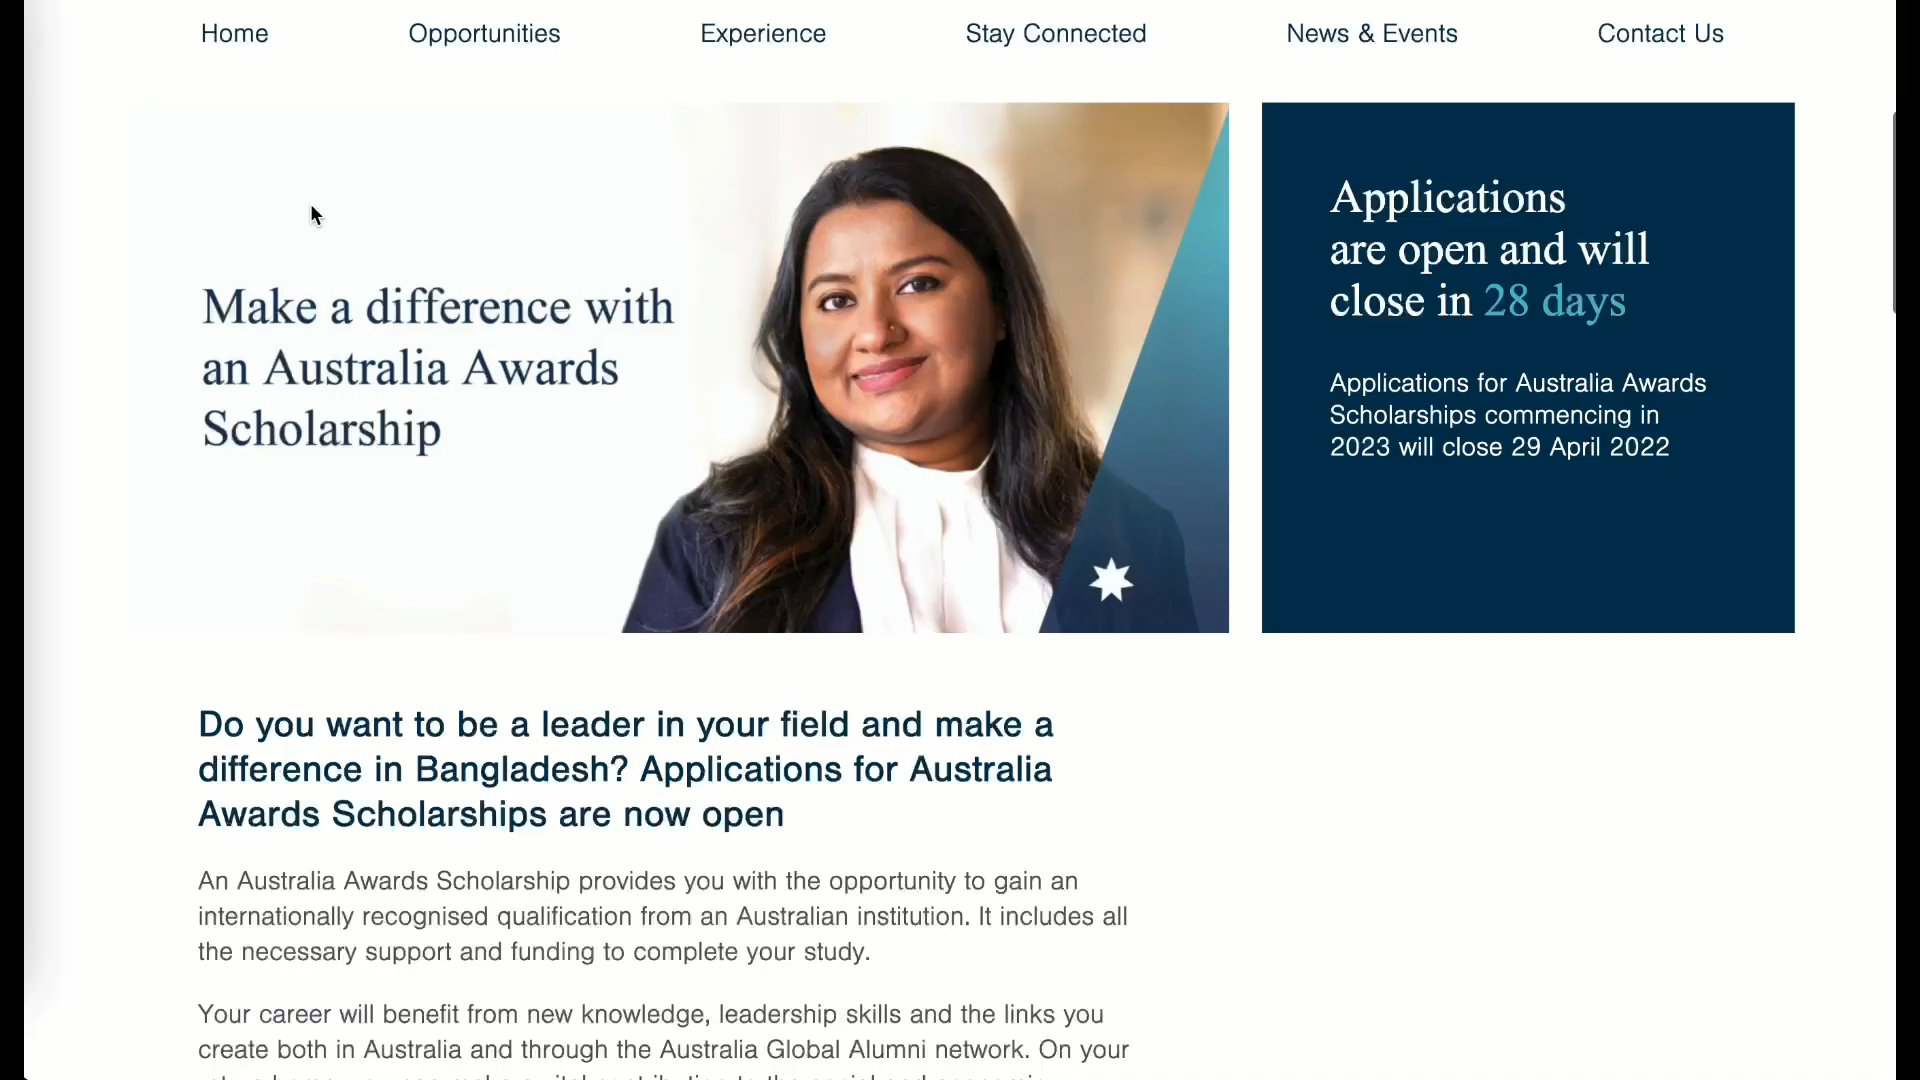 Home Opportunities Experience Stay Connected News & Events Contact Us
Make a difference with
an Australia Awards
Scholarship
Applications
are open and will
close in 28 days
Applications for Australia Awards
Scholarships commencing in
2023 will close 29 April 2022
Do you want to be a leader in your field and make a
difference in Bangladesh? Applications for Australia
Awards Scholarships are now open
An Australia Awards Scholarship provides you with the opportunity to gain an
internationally recognised qualification from an Australian institution. It includes all
the necessary support and funding to complete your study.
Your career will benefit from new knowledge, leadership skills and the links you
create both in Australia and through the Australia Global Alumni network. On your